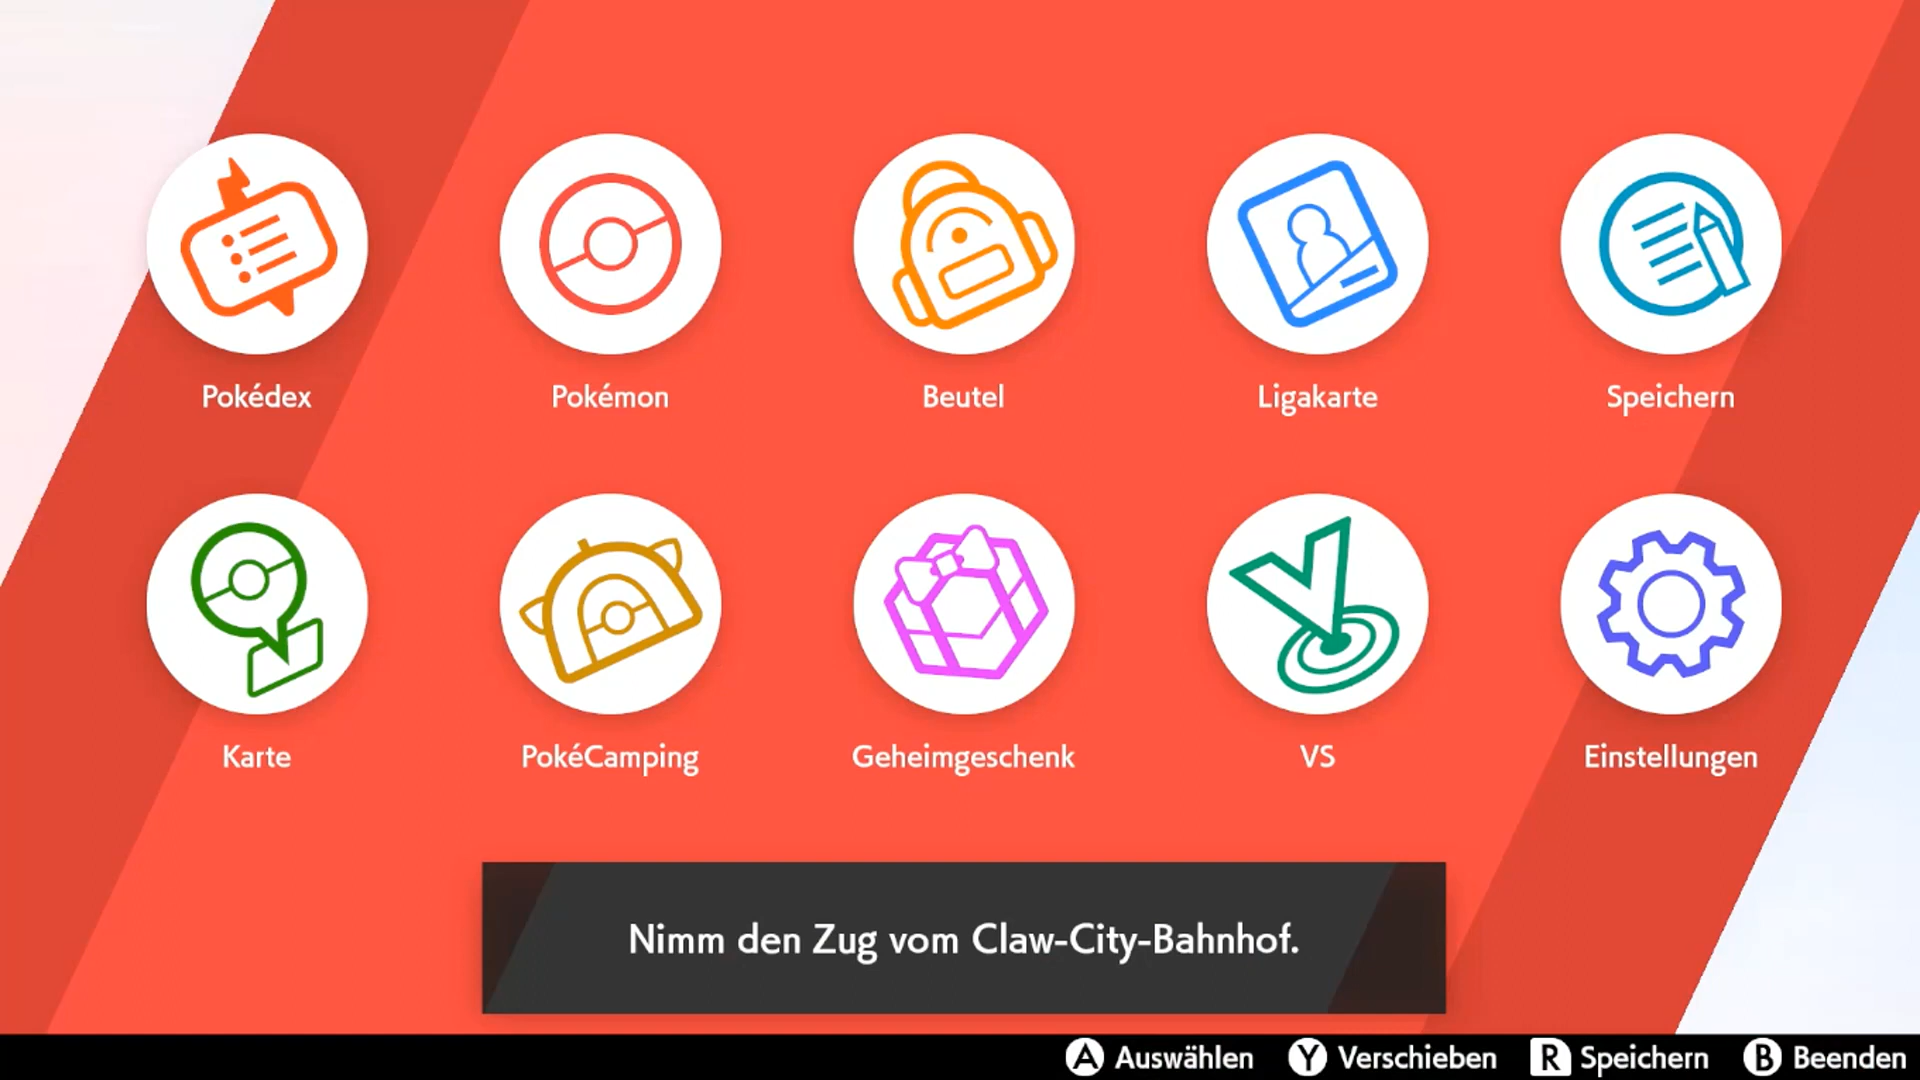 Pokédex
Pokémon
Beutel
Ligakarte
Speichern
Karte
PokéCamping
Geheimgeschenk
VS
Einstellungen
Nimm den Zug vom Claw-City-Bahnhof.
A Auswählen Y Verschieben R Speichern B Beenden